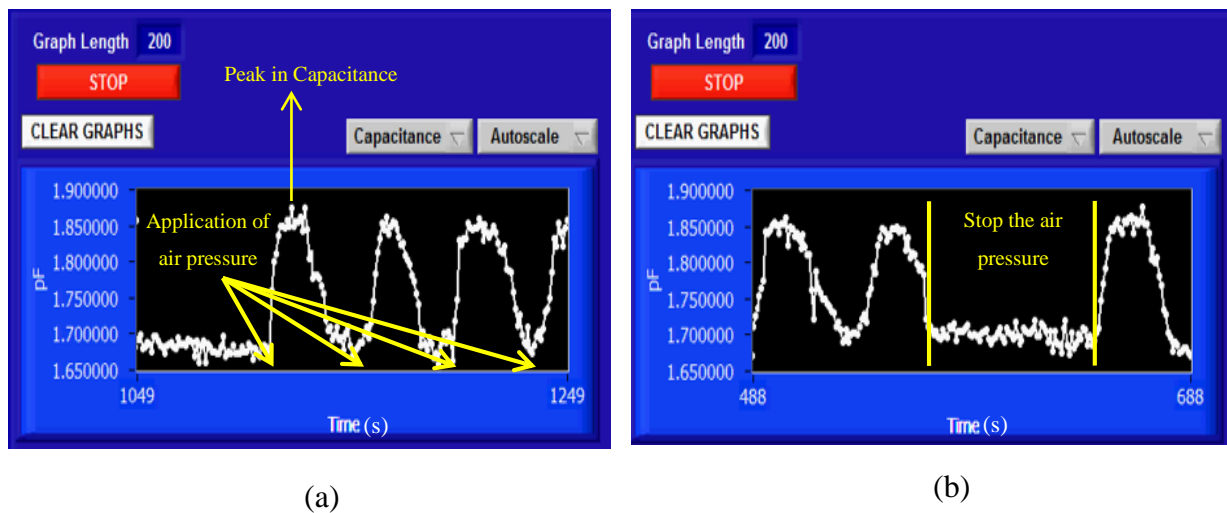 Graph Length 200
STOP
Peak in Capacitance
CLEAR GRAPHS
Capacitance
Autoscale
1.900000
1.850000
1.800000
1.750000
1.700000
1.650000
pF
Application of
air pressure
1049
1249
Time (s)
(a)
Graph Length 200
STOP
CLEAR GRAPHS
Capacitance
Autoscale
1.900000
1.850000
1.800000
1.750000
1.700000
1.650000
pF
Stop the air
pressure
488
688
Time (s)
(b)